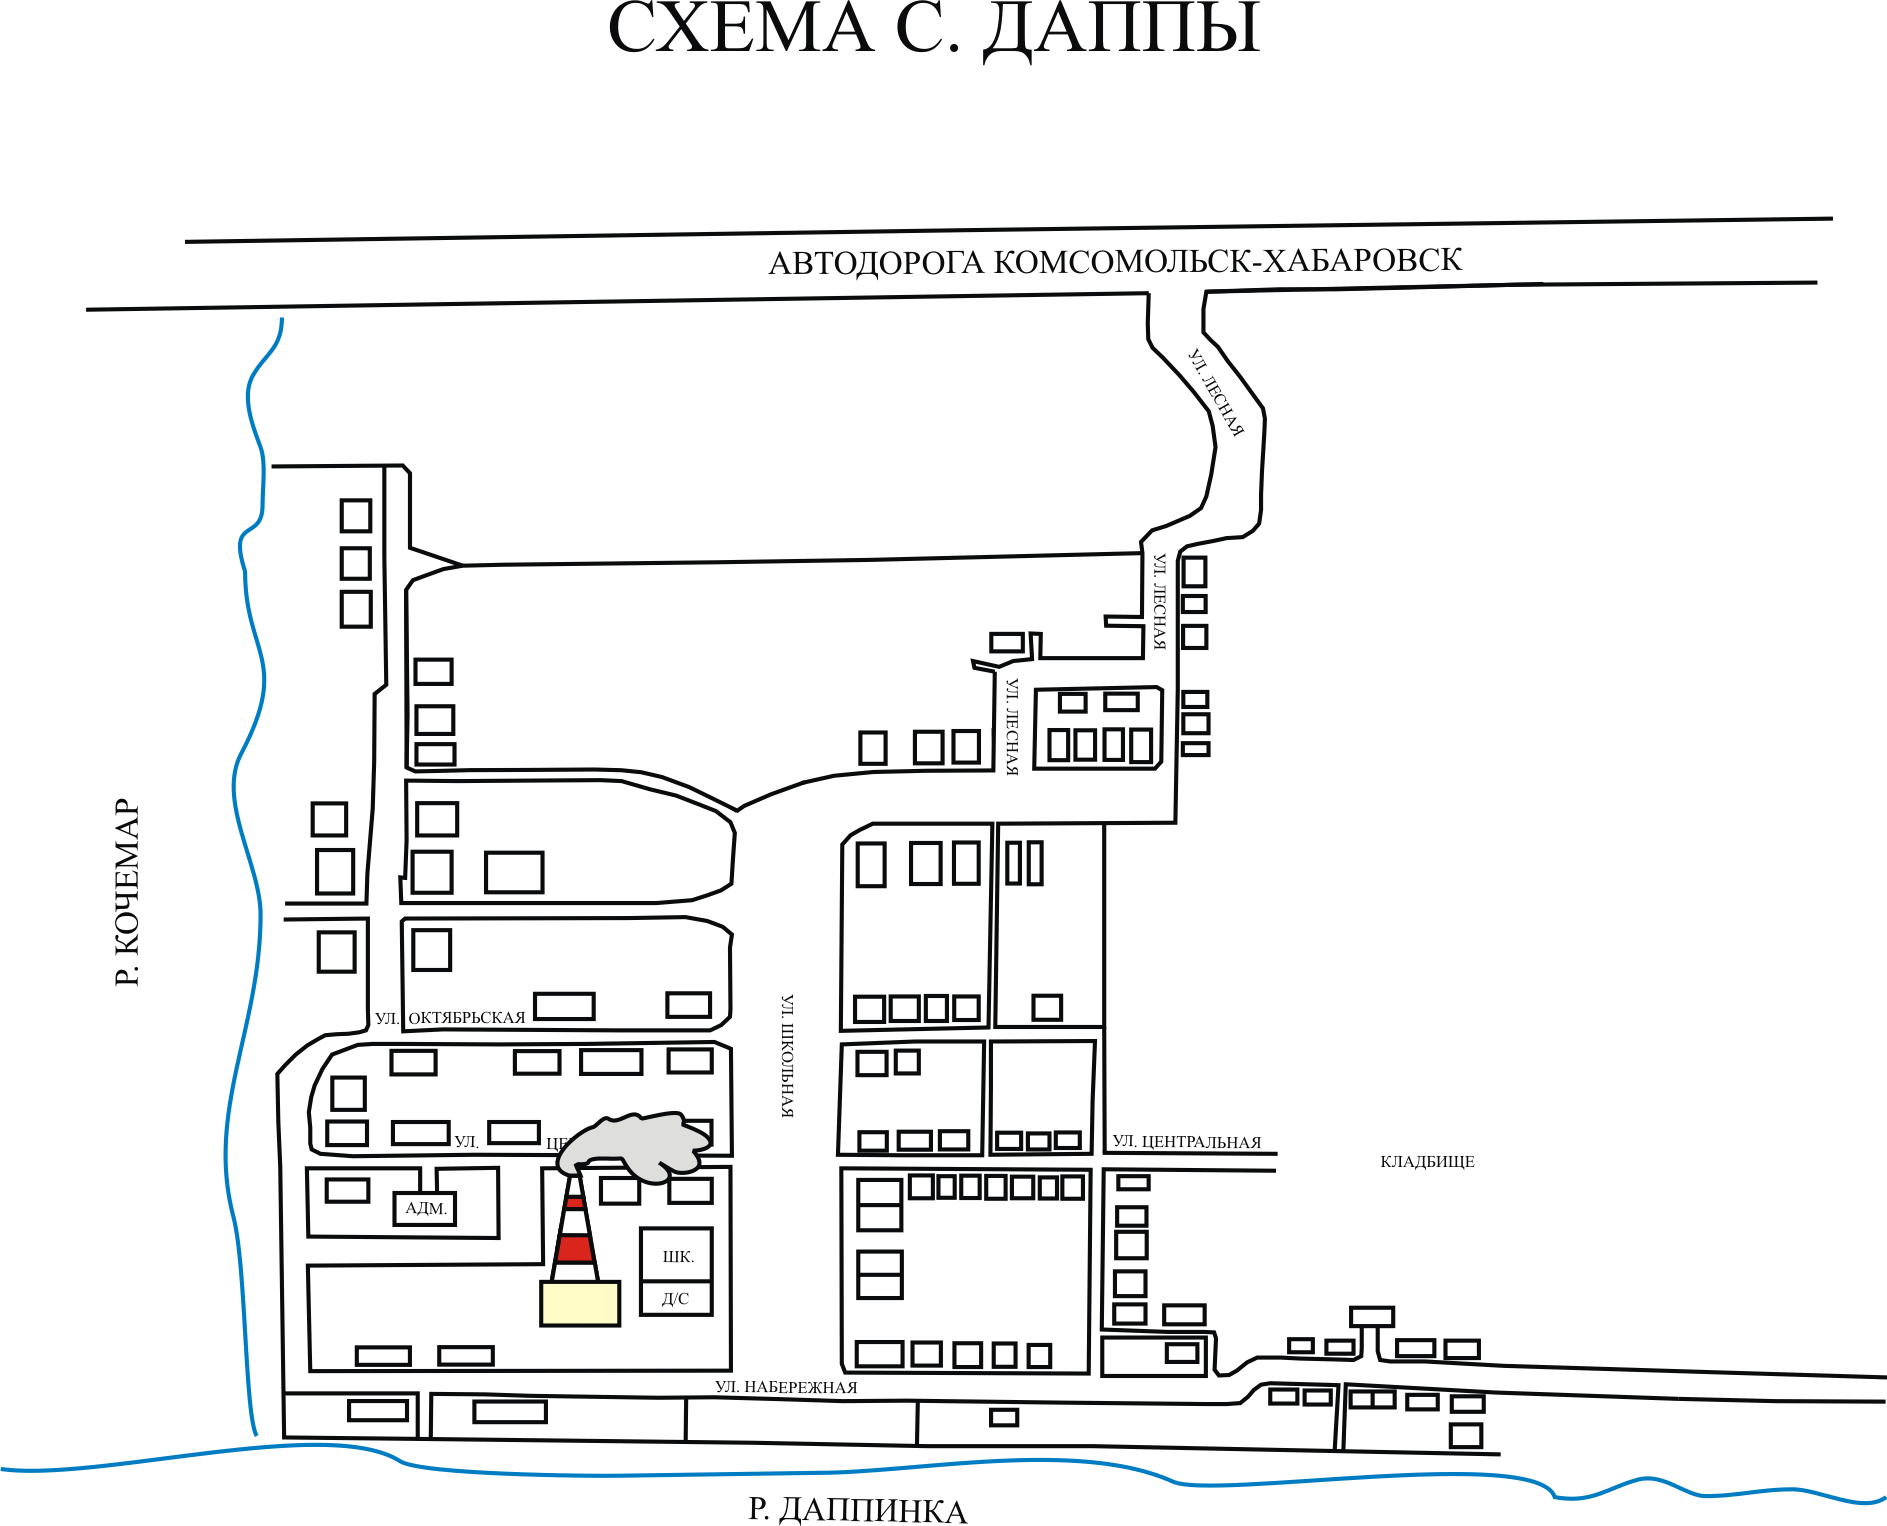 СХЕМА С. ДАППЫ
АВТОДОРОГА КОМСОМОЛЬСК-ХАБАРОВСК
УЛ. ЛЕСНАЯ
УЛ. ЛЕСНАЯ
УЛ. ЛЕСНАЯ
Р. КОЧЕМАР
УЛ. ОКТЯБРЬСКАЯ
УЛ. ШКОЛЬНАЯ
УЛ.
УЛ. ЦЕНТРАЛЬНАЯ
КЛАДБИЩЕ
АДМ.
ШК.
Д/С
УЛ. НАБЕРЕЖНАЯ
Р. ДАППИНКА